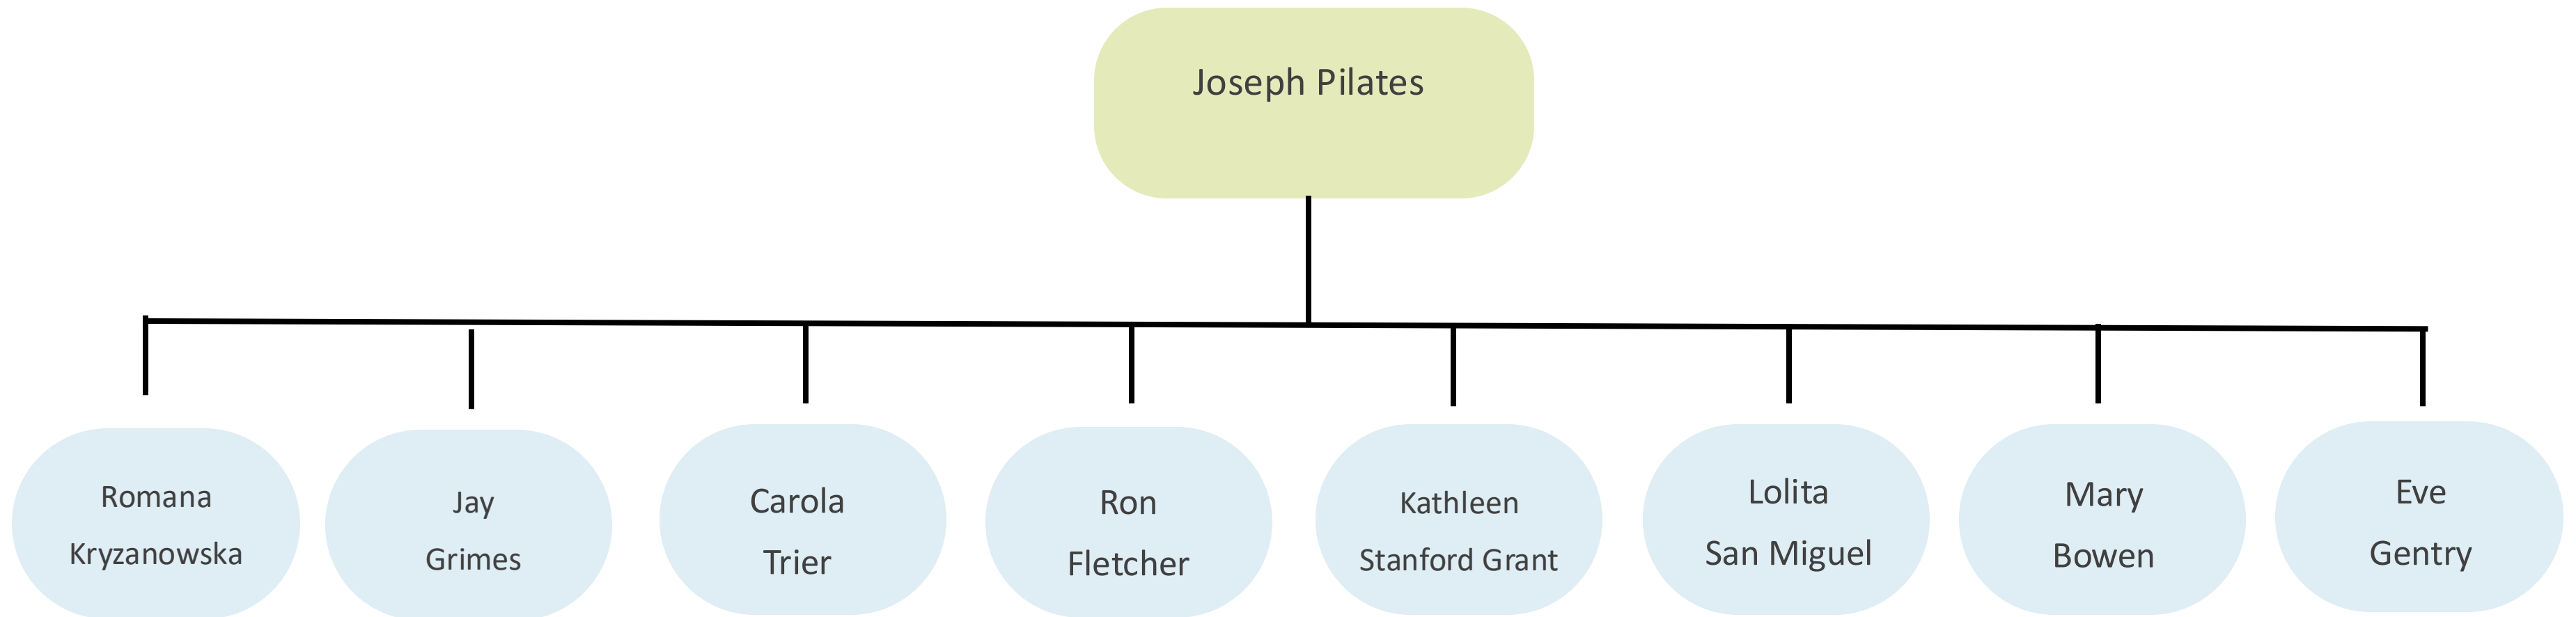 Joseph Pilates
Romana
Kryzanowska
Jay
Grimes
Carola
Trier
Ron
Fletcher
Kathleen
Stanford Grant
Lolita
San Miguel
Mary
Bowen
Eve
Gentry